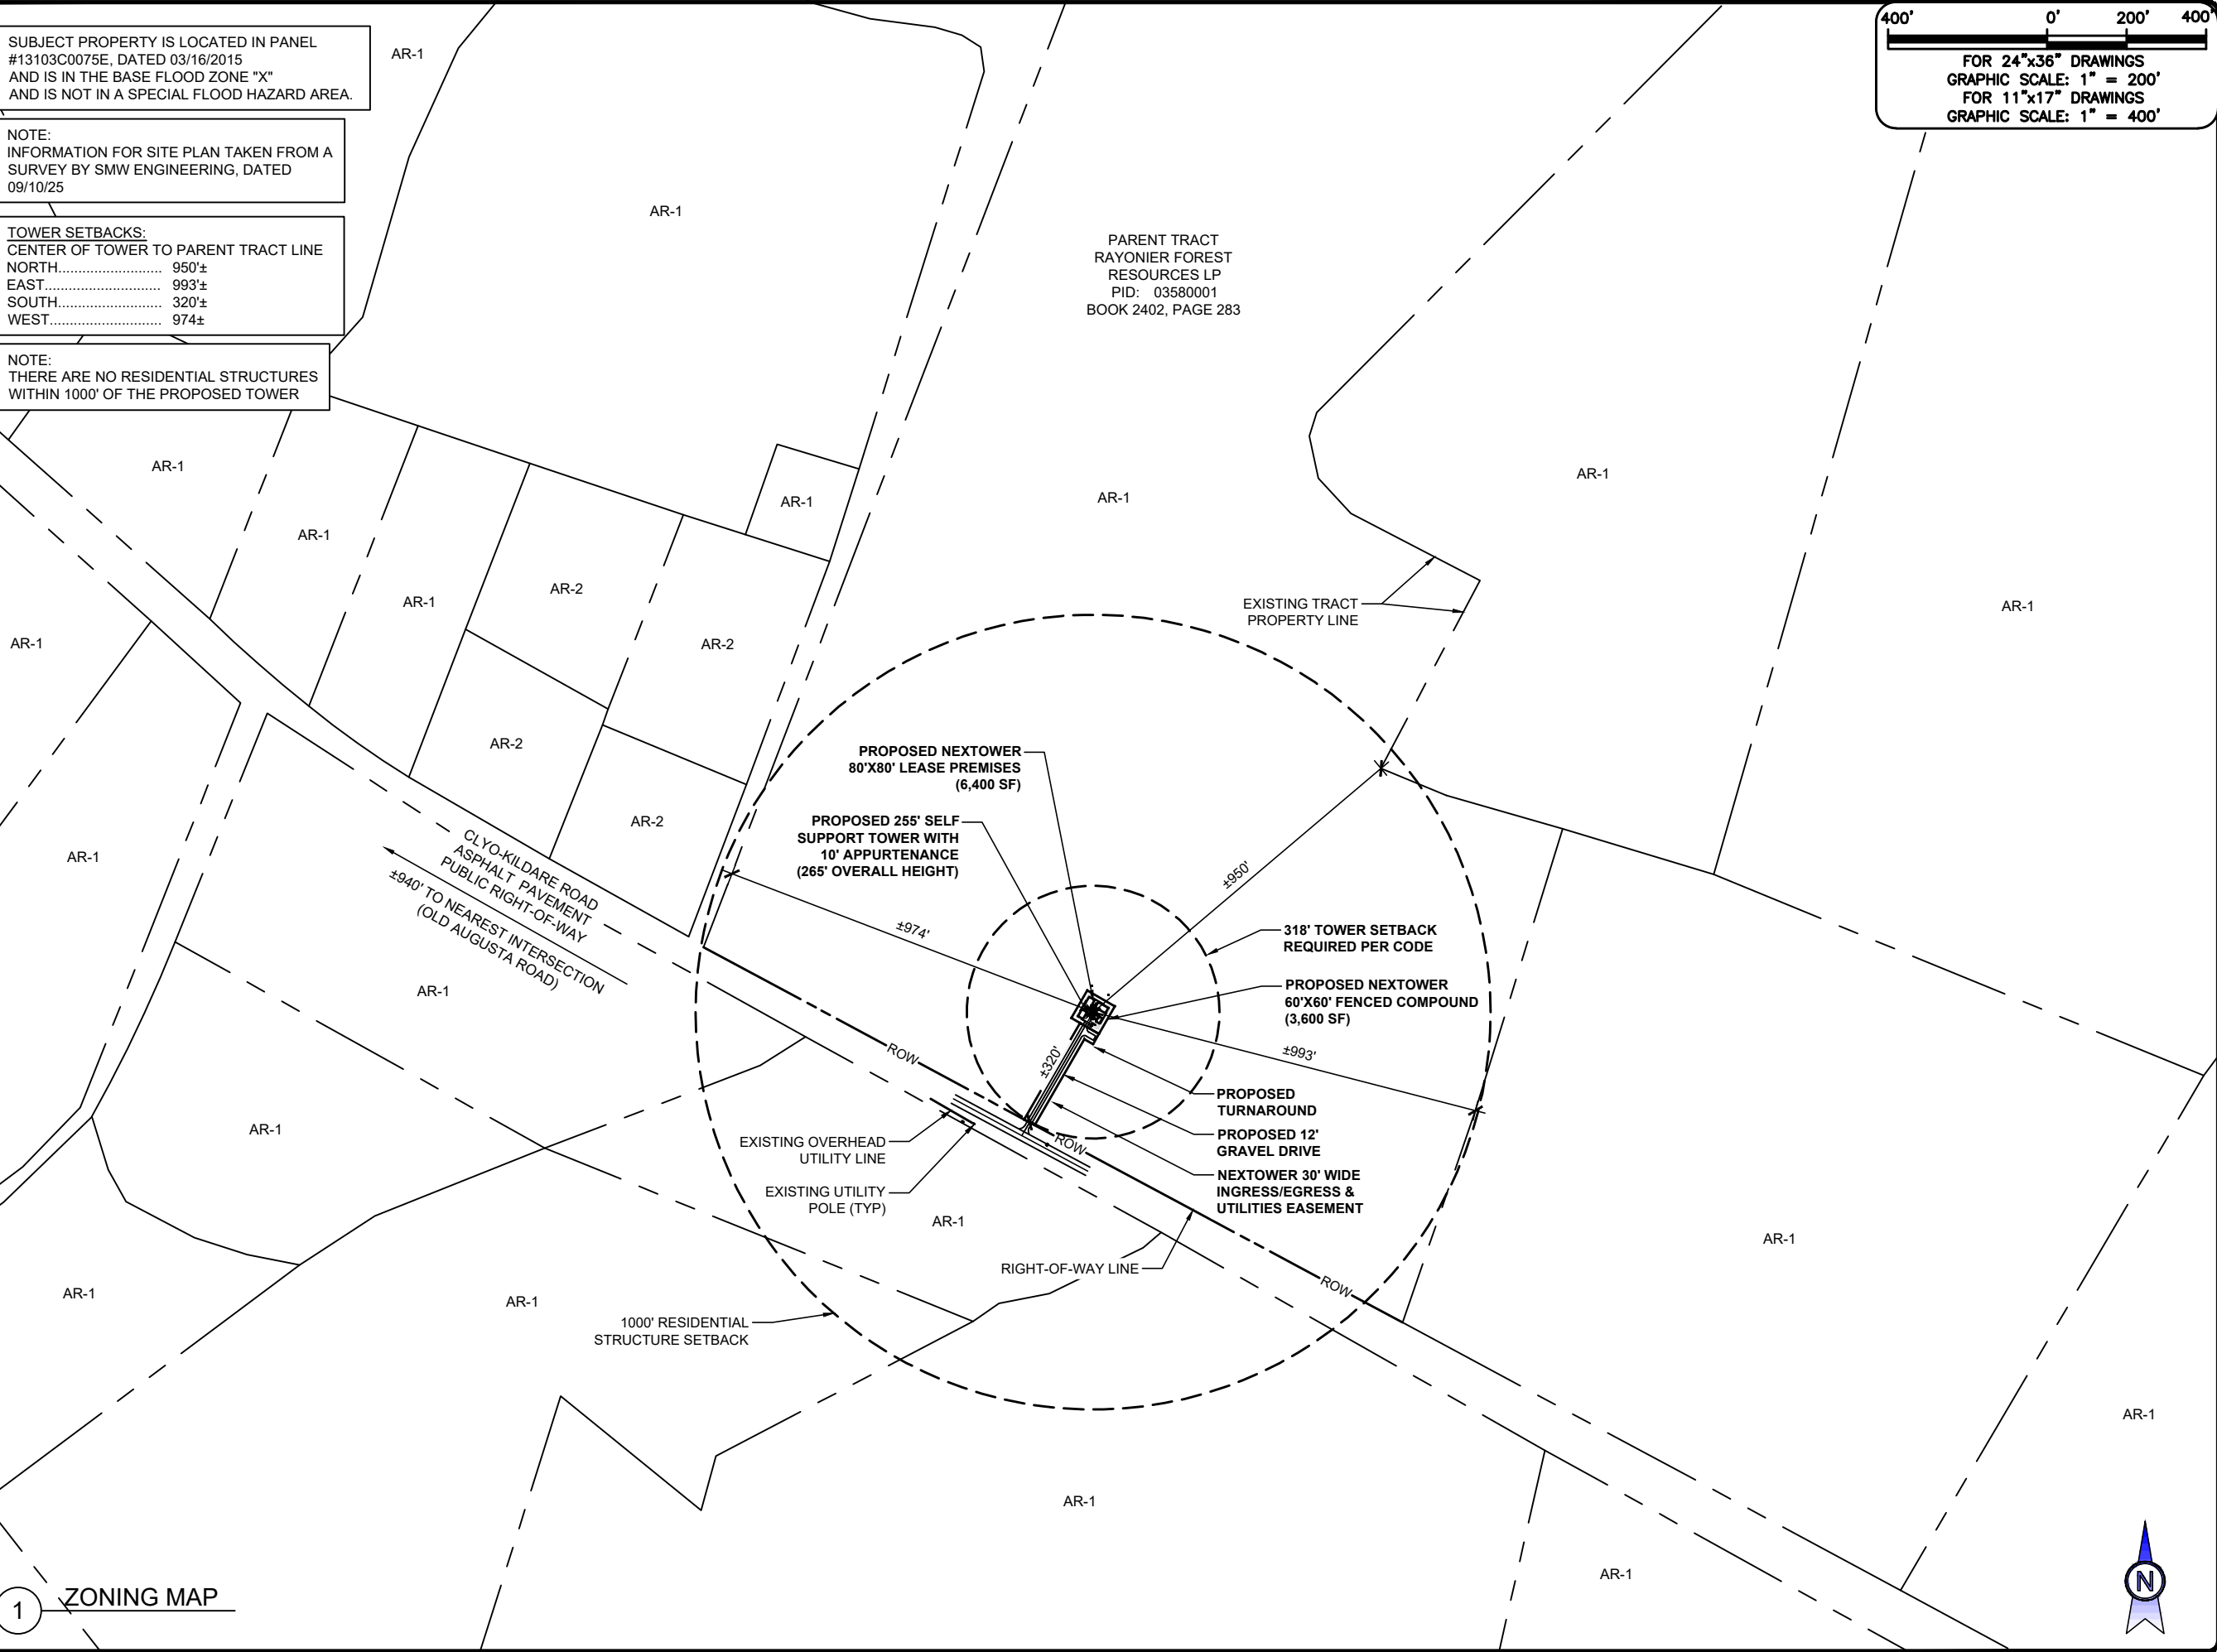 SUBJECT PROPERTY IS LOCATED IN PANEL
#13103C0075E, DATED 03/16/2015
AND IS IN THE BASE FLOOD ZONE "X"
AND IS NOT IN A SPECIAL FLOOD HAZARD AREA.
NOTE:
INFORMATION FOR SITE PLAN TAKEN FROM A
SURVEY BY SMW ENGINEERING, DATED
09/10/25
TOWER SETBACKS:
CENTER OF TOWER TO PARENT TRACT LINE
NORTH.......................... 950'±
EAST............................. 993'±
SOUTH.......................... 320'±
WEST............................ 974±
NOTE:
THERE ARE NO RESIDENTIAL STRUCTURES
WITHIN 1000' OF THE PROPOSED TOWER
400' 0' 200' 400'
FOR 24"x36" DRAWINGS
GRAPHIC SCALE: 1" = 200'
FOR 11"x17" DRAWINGS
GRAPHIC SCALE: 1" = 400'
AR-1
AR-1
PARENT TRACT
RAYONIER FOREST
RESOURCES LP
PID: 03580001
BOOK 2402, PAGE 283
AR-1
AR-1
AR-1
AR-1
AR-1
AR-1
AR-2
AR-1
AR-1
AR-1
AR-2
AR-2
AR-2
AR-1
EXISTING TRACT
PROPERTY LINE
PROPOSED NEXTOWER
80'X80' LEASE PREMISES
(6,400 SF)
PROPOSED 255' SELF
SUPPORT TOWER WITH
10' APPURTENANCE
(265' OVERALL HEIGHT)
CLYO-KILDARE ROAD
ASPHALT PAVEMENT
PUBLIC RIGHT-OF-WAY
±940' TO NEAREST INTERSECTION
(OLD AUGUSTA ROAD)
±950'
±974'
318' TOWER SETBACK
REQUIRED PER CODE
PROPOSED NEXTOWER
60'X60' FENCED COMPOUND
(3,600 SF)
±993'
±320'
AR-1
ROW
PROPOSED
TURNAROUND
PROPOSED 12'
GRAVEL DRIVE
NEXTOWER 30' WIDE
INGRESS/EGRESS &
UTILITIES EASEMENT
AR-1
EXISTING OVERHEAD
UTILITY LINE
ROW
EXISTING UTILITY
POLE (TYP)
AR-1
AR-1
RIGHT-OF-WAY LINE
ROW
AR-1
AR-1
1000' RESIDENTIAL
STRUCTURE SETBACK
AR-1
AR-1
AR-1
1 ZONING MAP
N